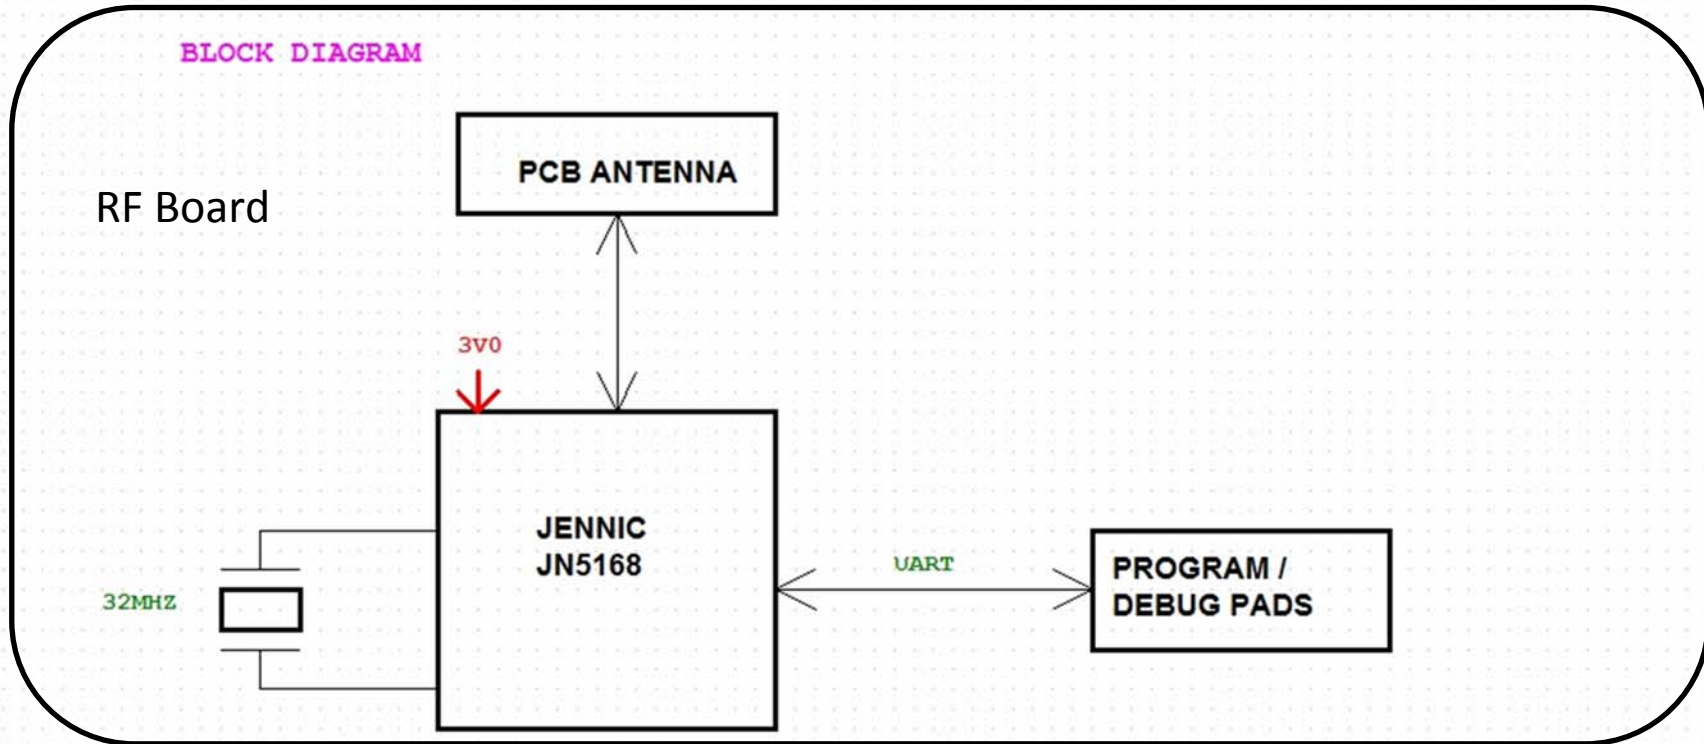 BLOCK DIAGRAM
PCB ANTENNA
RF Board
3V0
JENNIC
JN5168
UART
PROGRAM /
DEBUG PADS
32MHZ